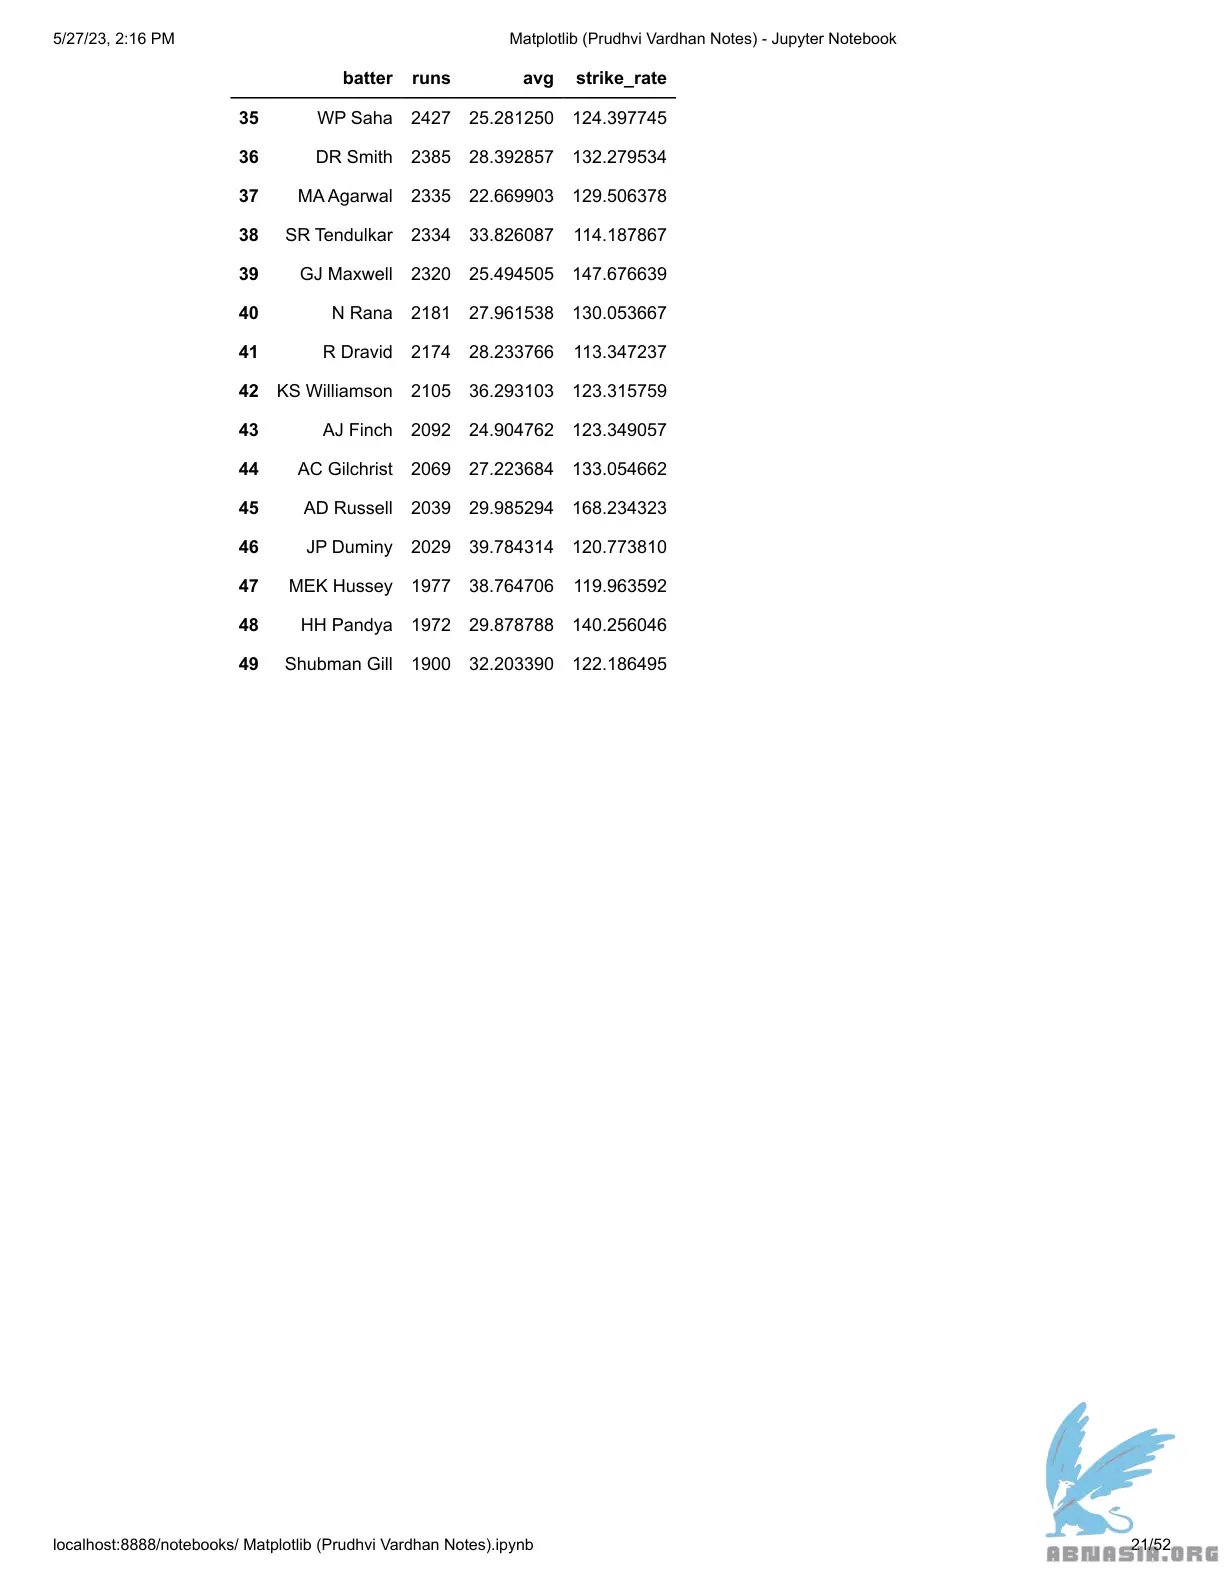 5/27/23, 2:16 PM Matplotlib (Prudhvi Vardhan Notes) - Jupyter Notebook
batter runs avg strike_rate
35 WP Saha 2427 25.281250 124.397745
36 DR Smith 2385 28.392857 132.279534
37 MA Agarwal 2335 22.669903 129.506378
38 SR Tendulkar 2334 33.826087 114.187867
39 GJ Maxwell 2320 25.494505 147.676639
40 N Rana 2181 27.961538 130.053667
41 R Dravid 2174 28.233766 113.347237
42 KS Williamson 2105 36.293103 123.315759
43 AJ Finch 2092 24.904762 123.349057
44 AC Gilchrist 2069 27.223684 133.054662
45 AD Russell 2039 29.985294 168.234323
46 JP Duminy 2029 39.784314 120.773810
47 MEK Hussey 1977 38.764706 119.963592
48 HH Pandya 1972 29.878788 140.256046
49 Shubman Gill 1900 32.203390 122.186495
localhost:8888/notebooks/ Matplotlib (Prudhvi Vardhan Notes).ipynb 21/52
ABNASIA.ORG